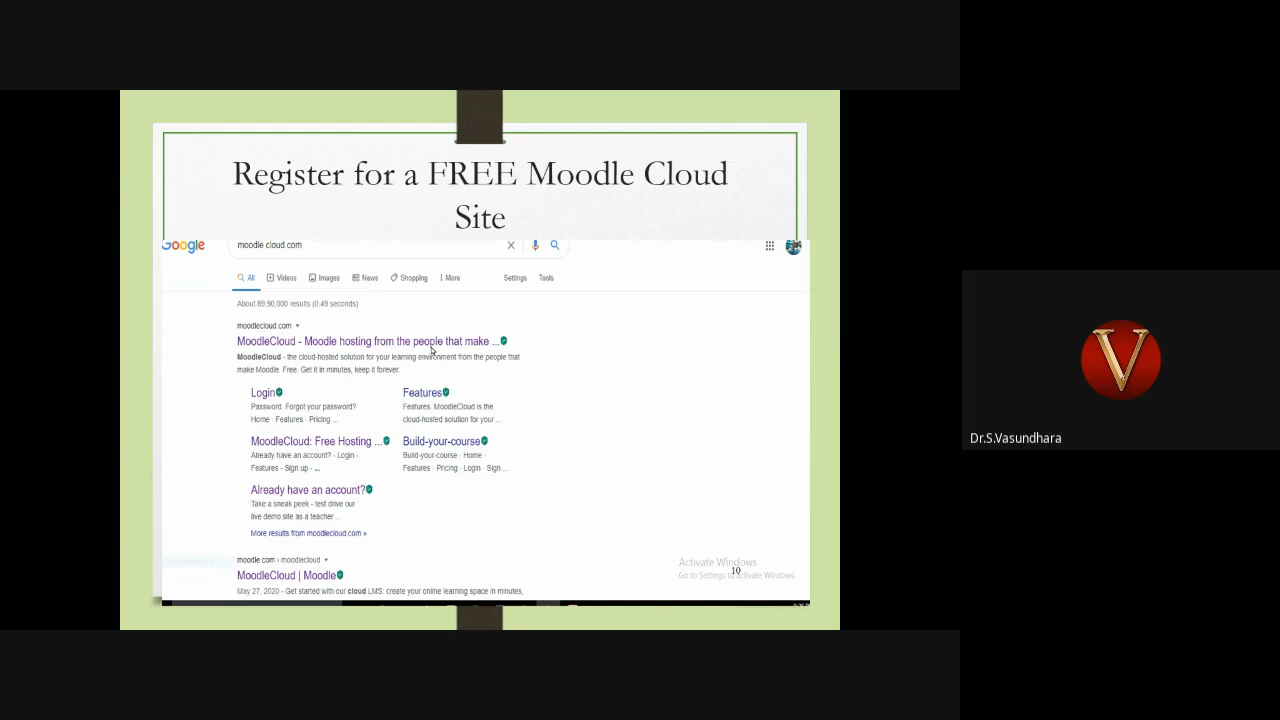 Register for a FREE Moodle Cloud
Site
Google
moodle cloud.com
All Videos Images News Shopping More Settings Tools
About 89,90,000 results (0.49 seconds)
moodlecloud.com
MoodleCloud - Moodle hosting from the people that make ...
MoodleCloud - the cloud-hosted solution for your learning environment from the people that
make Moodle. Free. Get it in minutes, keep it forever.
Login
Password. Forgot your password?
Home · Features · Pricing ...
Features
Features. MoodleCloud is the
cloud-hosted solution for your ...
MoodleCloud: Free Hosting ...
Already have an account? - Login -
Features - Sign up - ...
Build-your-course
Build-your-course · Home ·
Features · Pricing · Login · Sign ...
Already have an account?
Take a sneak peek - test drive our
live demo site as a teacher ...
More results from moodlecloud.com »
moodle.com › moodlecloud
MoodleCloud | Moodle
May 27, 2020 - Get started with our cloud LMS: create your online learning space in minutes,
Activate Windows
Go to Settings to activate Windows.
10
V
Dr.S.Vasundhara